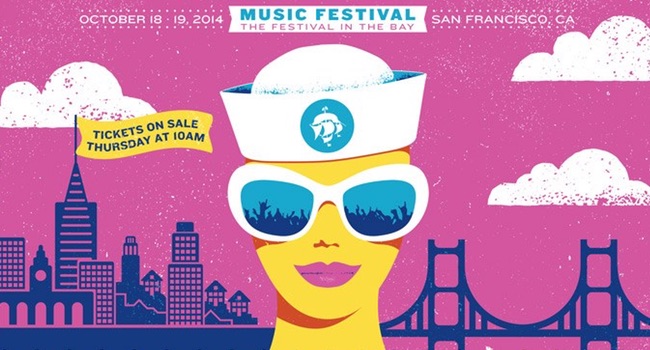 OCTOBER 18 - 19, 2014
MUSIC FESTIVAL
THE FESTIVAL IN THE BAY
SAN FRANCISCO, CA
TICKETS ON SALE
THURSDAY AT 10AM